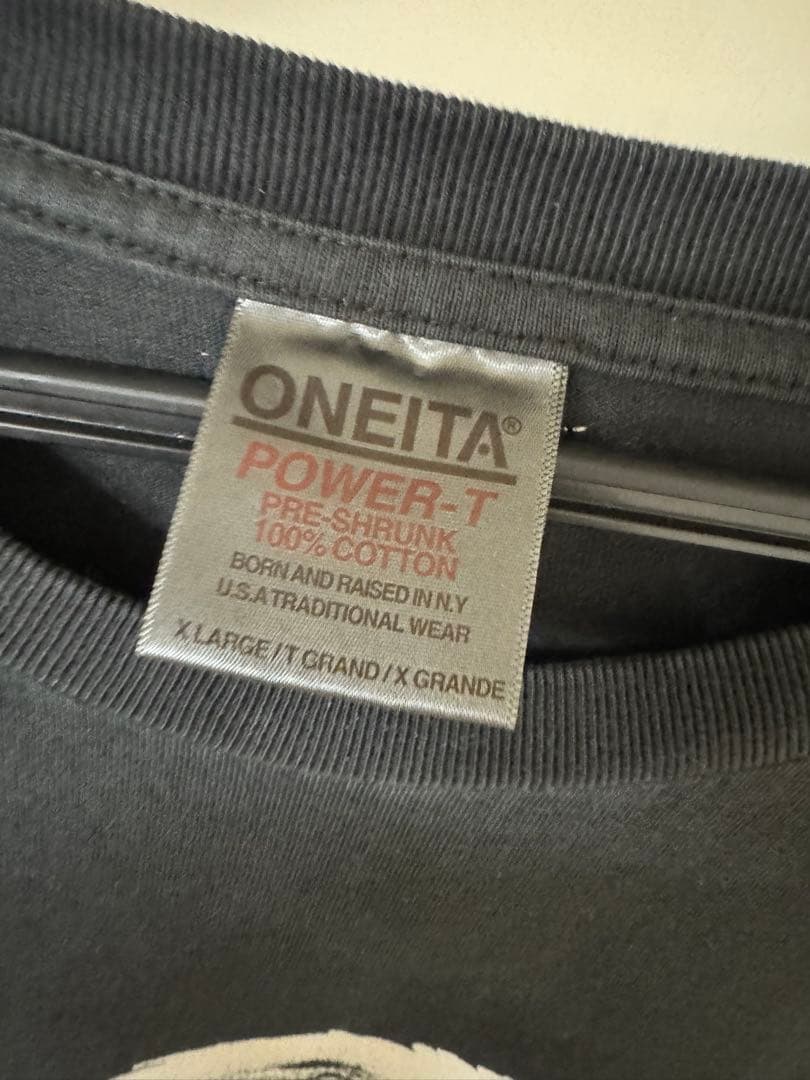 ONEITA®
POWER-T
PRE-SHRUNK
100% COTTON
BORN AND RAISED IN N.Y
U.S.A TRADITIONAL WEAR
X LARGE / T GRAND / X GRANDE